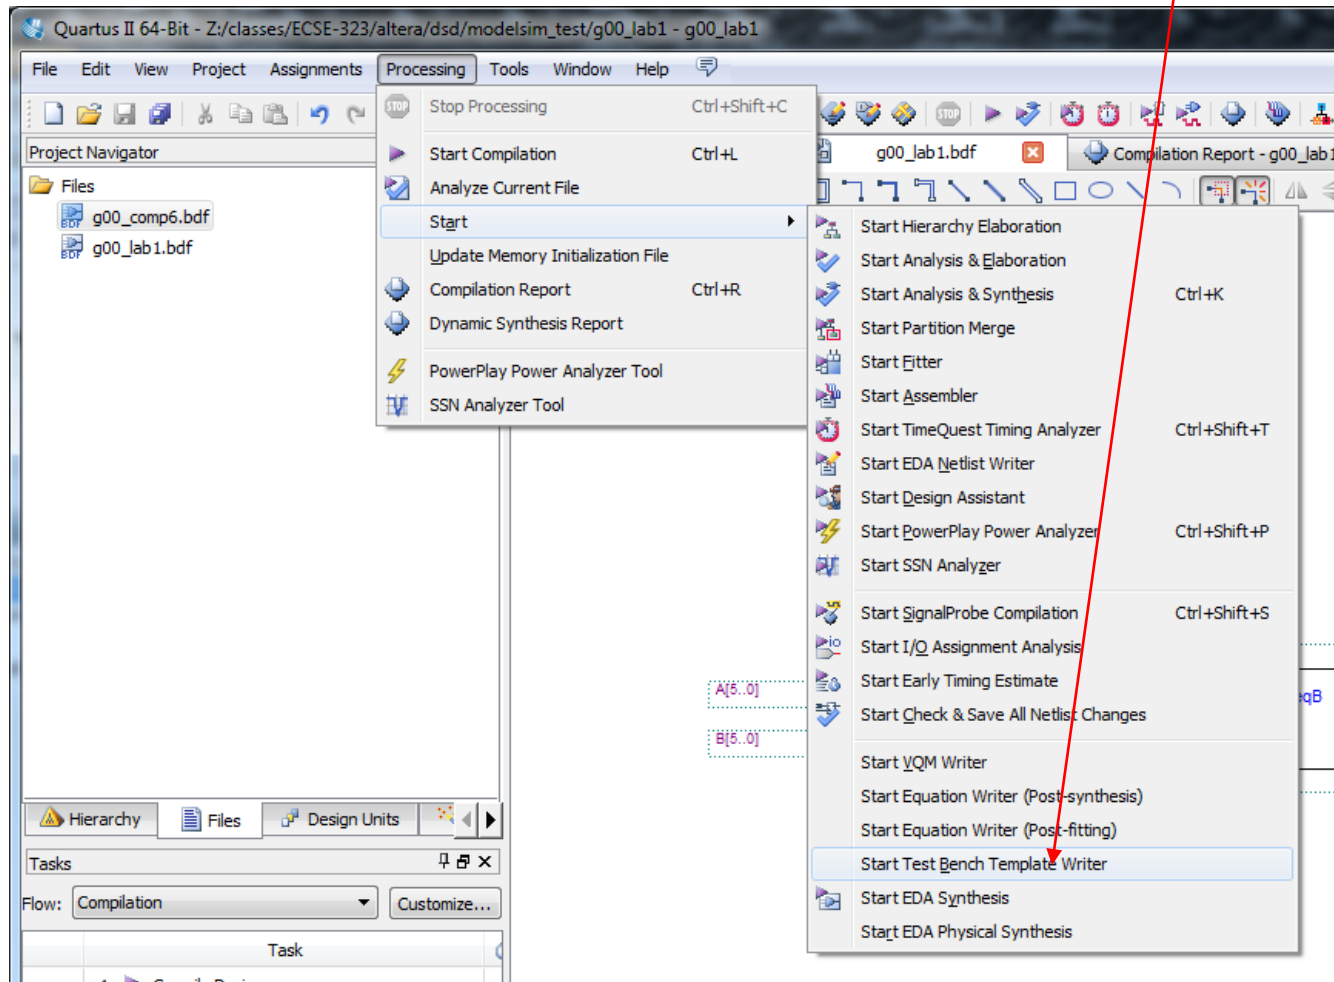 Quartus II 64-Bit - Z:/classes/ECSE-323/altera/dsd/modelsim_test/g00_lab1 - g00_lab1
File Edit View Project Assignments Processing Tools Window Help
Project Navigator
Files
g00_comp6.bdf
g00_lab1.bdf
STOP Stop Processing Ctrl+Shift+C
Start Compilation Ctrl+L
Analyze Current File
Start
Update Memory Initialization File
Compilation Report Ctrl+R
Dynamic Synthesis Report
PowerPlay Power Analyzer Tool
SSN Analyzer Tool
STOP
g00_lab1.bdf
Compilation Report - g00_lab1
Start Hierarchy Elaboration
Start Analysis & Elaboration
Start Analysis & Synthesis Ctrl+K
Start Partition Merge
Start Fitter
Start Assembler
Start TimeQuest Timing Analyzer Ctrl+Shift+T
Start EDA Netlist Writer
Start Design Assistant
Start PowerPlay Power Analyzer Ctrl+Shift+P
Start SSN Analyzer
Start SignalProbe Compilation Ctrl+Shift+S
Start I/O Assignment Analysis
Start Early Timing Estimate
Start Check & Save All Netlist Changes
Start VQM Writer
Start Equation Writer (Post-synthesis)
Start Equation Writer (Post-fitting)
Start Test Bench Template Writer
Start EDA Synthesis
Start EDA Physical Synthesis
A[5..0]
B[5..0]
eqB
Hierarchy Files Design Units
Tasks
Flow: Compilation Customize...
Task